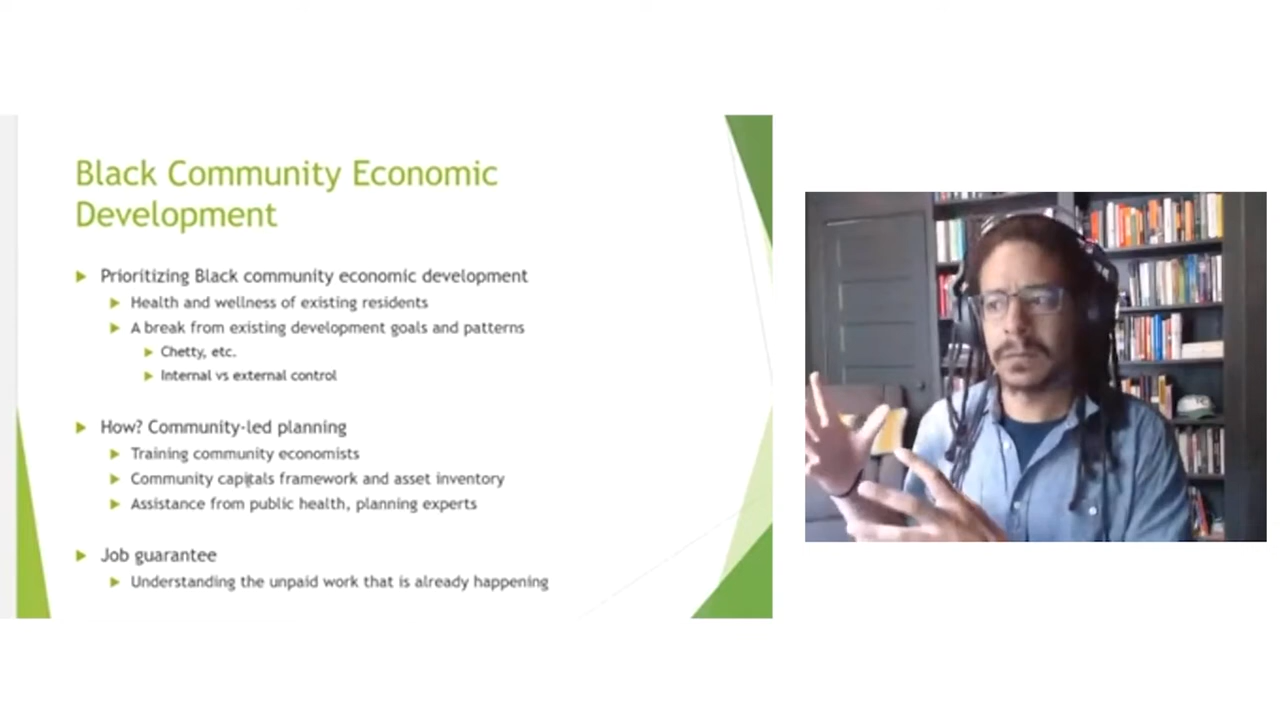 Black Community Economic
Development
Prioritizing Black community economic development
Health and wellness of existing residents
A break from existing development goals and patterns
Chetty, etc.
Internal vs external control
How? Community-led planning
Training community economists
Community capitals framework and asset inventory
Assistance from public health, planning experts
Job guarantee
Understanding the unpaid work that is already happening